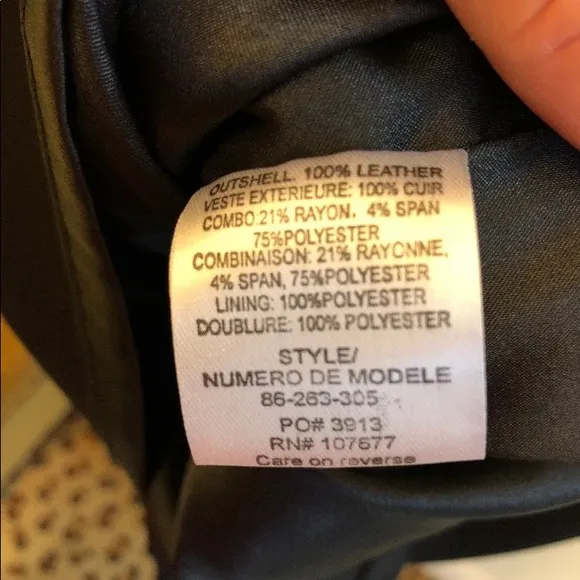 OUTSHELL. 100% LEATHER
VESTE EXTERIEURE: 100% CUIR
COMBO:21% RAYON. 4% SPAN
75%POLYESTER
COMBINAISON: 21% RAYONNE,
4% SPAN, 75%POLYESTER
LINING: 100%POLYESTER
DOUBLURE: 100% POLYESTER
STYLE/
NUMERO DE MODELE
86-263-305
PO# 3913
RN# 107677
Care on reverse